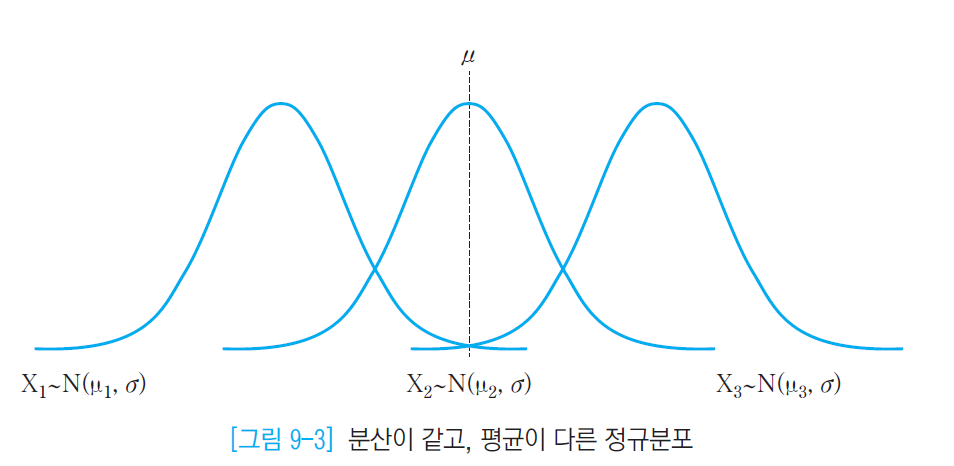 μ
X₁~N(μ₁, σ)
X₂~N(μ₂, σ)
X₃~N(μ₃, σ)
[그림 9-3] 분산이 같고, 평균이 다른 정규분포